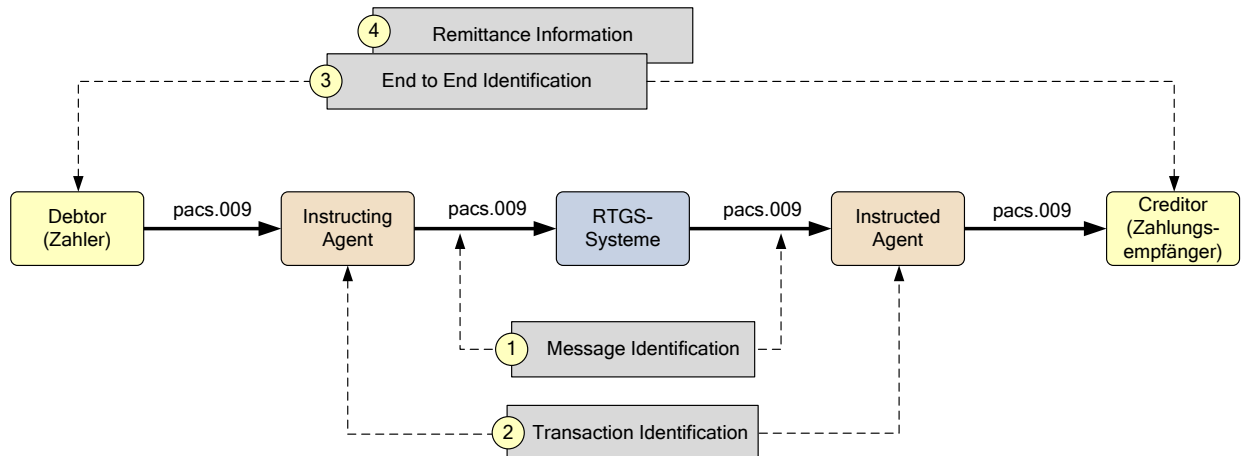 4
Remittance Information
3
End to End Identification
Debtor
(Zahler)
pacs.009
Instructing
Agent
pacs.009
RTGS-
Systeme
pacs.009
Instructed
Agent
pacs.009
Creditor
(Zahlungs-
empfänger)
1
Message Identification
2
Transaction Identification